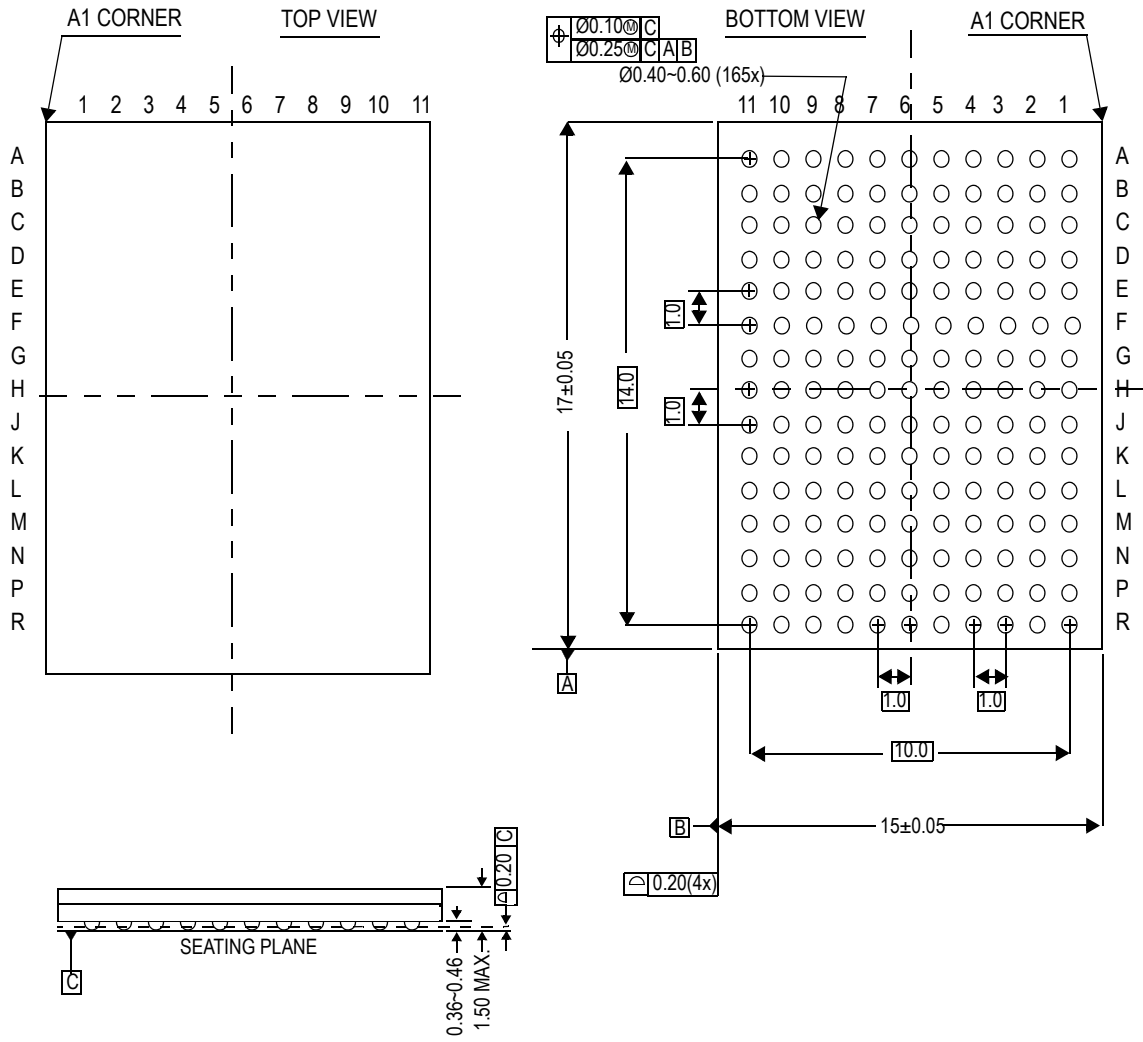 A1 CORNER
TOP VIEW
BOTTOM VIEW
A1 CORNER
Ø0.10Ⓜ C
Ø0.25Ⓜ C A B
Ø0.40~0.60 (165x)
1 2 3 4 5 6 7 8 9 10 11
11 10 9 8 7 6 5 4 3 2 1
A
B
C
D
E
F
G
H
J
K
L
M
N
P
R
A
B
C
D
E
F
G
H
J
K
L
M
N
P
R
17±0.05
14.0
1.0
1.0
A
1.0
1.0
10.0
B
15±0.05
0.20(4x)
0.20 C
SEATING PLANE
C
0.36~0.46
1.50 MAX.